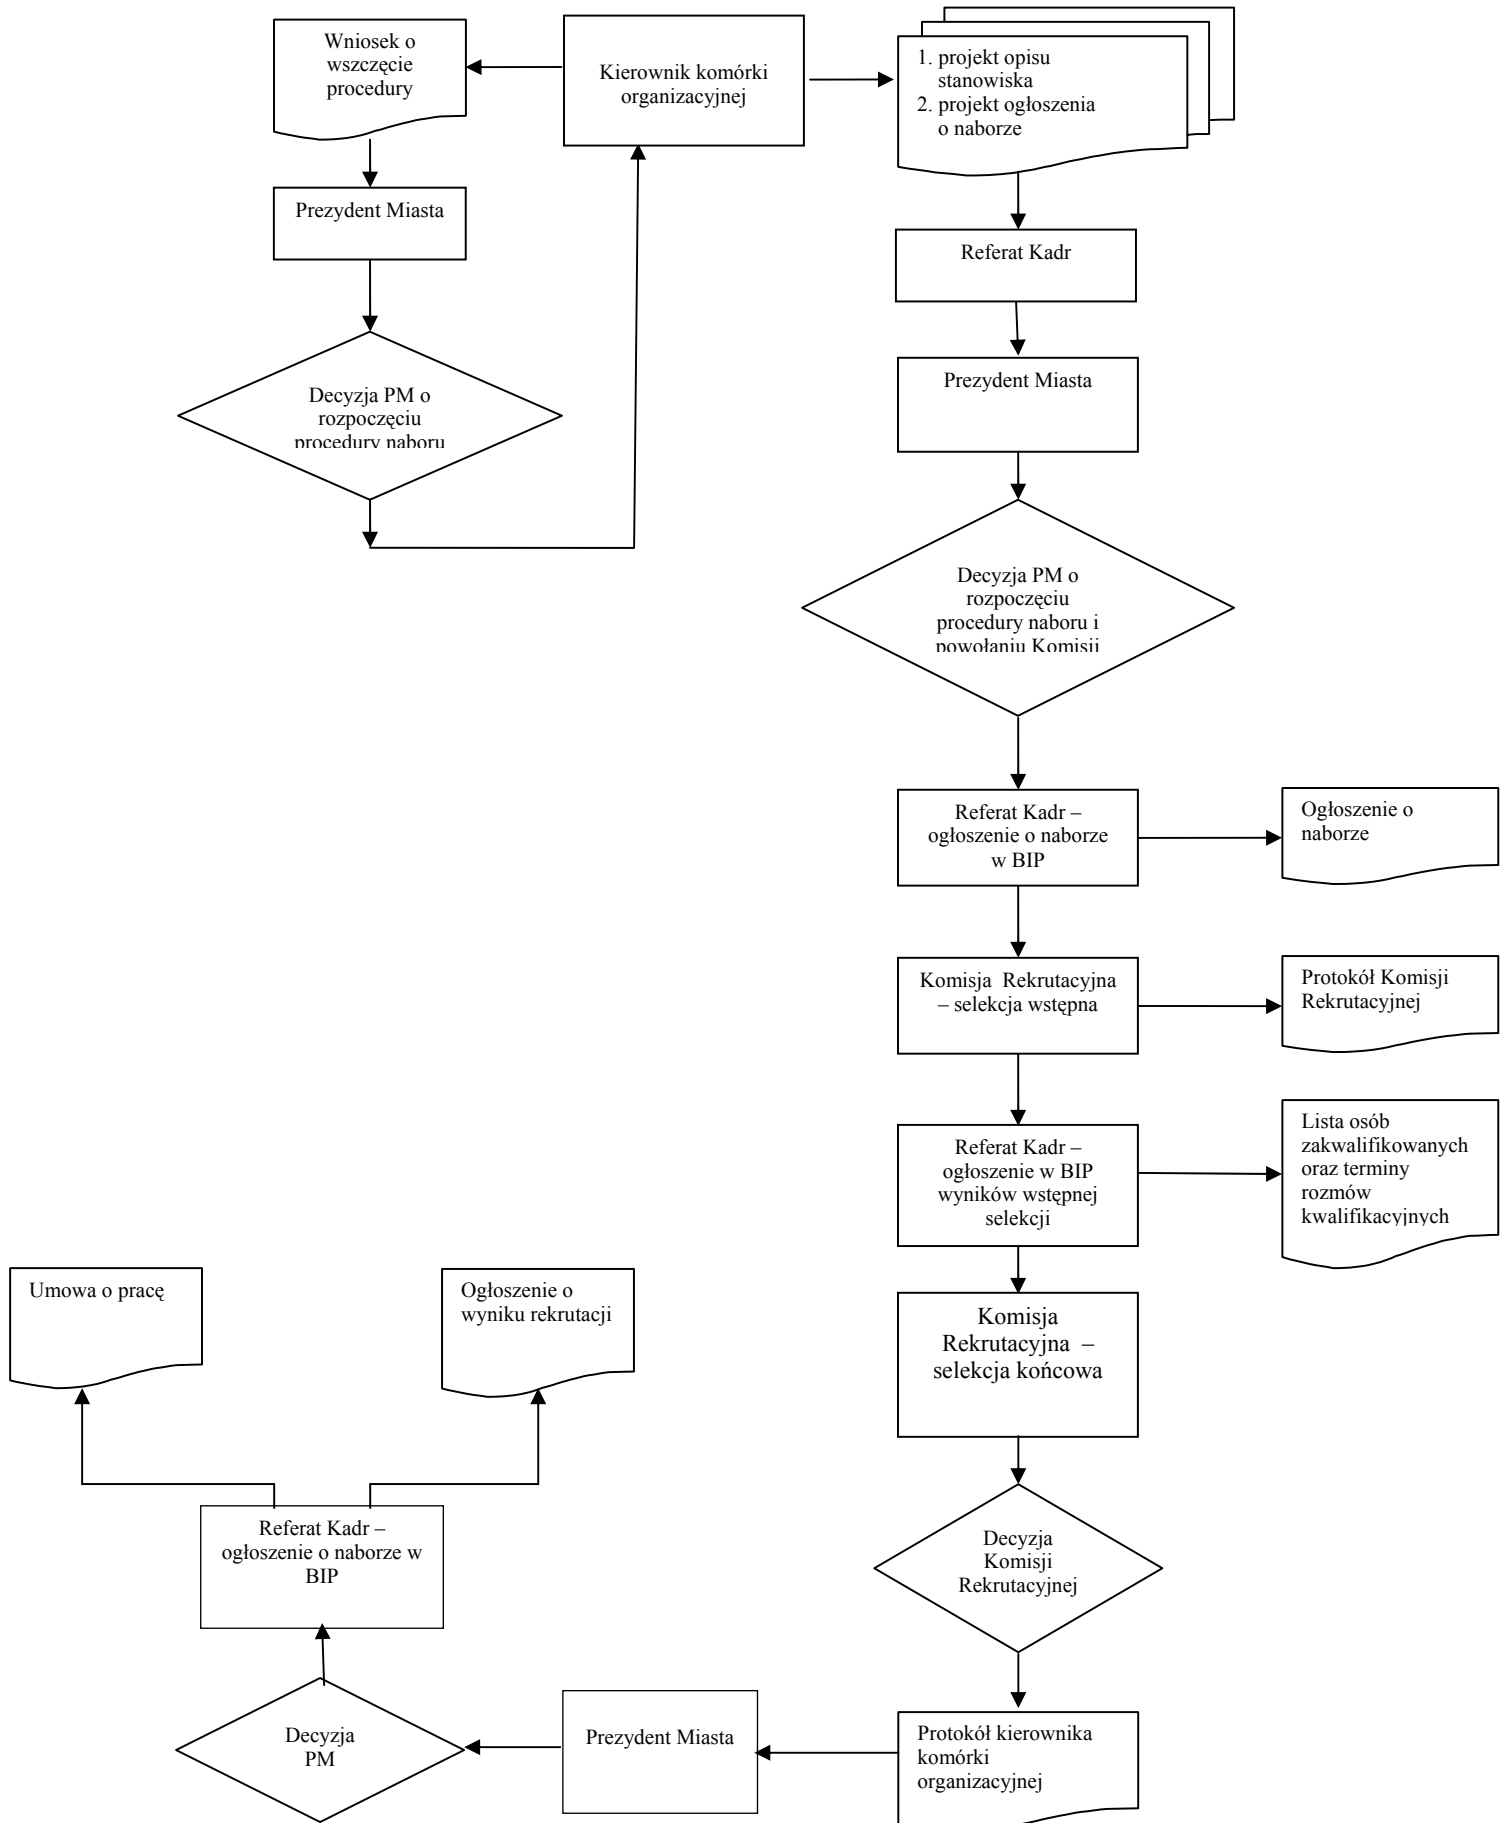 Wniosek o
wszczęcie
procedury
Kierownik komórki
organizacyjnej
1. projekt opisu
stanowiska
2. projekt ogłoszenia
o naborze
Prezydent Miasta
Referat Kadr
Prezydent Miasta
Decyzja PM o
rozpoczęciu
procedury naboru
Decyzja PM o
rozpoczęciu
procedury naboru i
powołaniu Komisji
Referat Kadr –
ogłoszenie o naborze
w BIP
Ogłoszenie o
naborze
Komisja Rekrutacyjna
– selekcja wstępna
Protokół Komisji
Rekrutacyjnej
Referat Kadr –
ogłoszenie w BIP
wyników wstępnej
selekcji
Lista osób
zakwalifikowanych
oraz terminy
rozmów
kwalifikacyjnych
Umowa o pracę
Ogłoszenie o
wyniku rekrutacji
Komisja
Rekrutacyjna –
selekcja końcowa
Referat Kadr –
ogłoszenie o naborze w
BIP
Decyzja
Komisji
Rekrutacyjnej
Decyzja
PM
Prezydent Miasta
Protokół kierownika
komórki
organizacyjnej